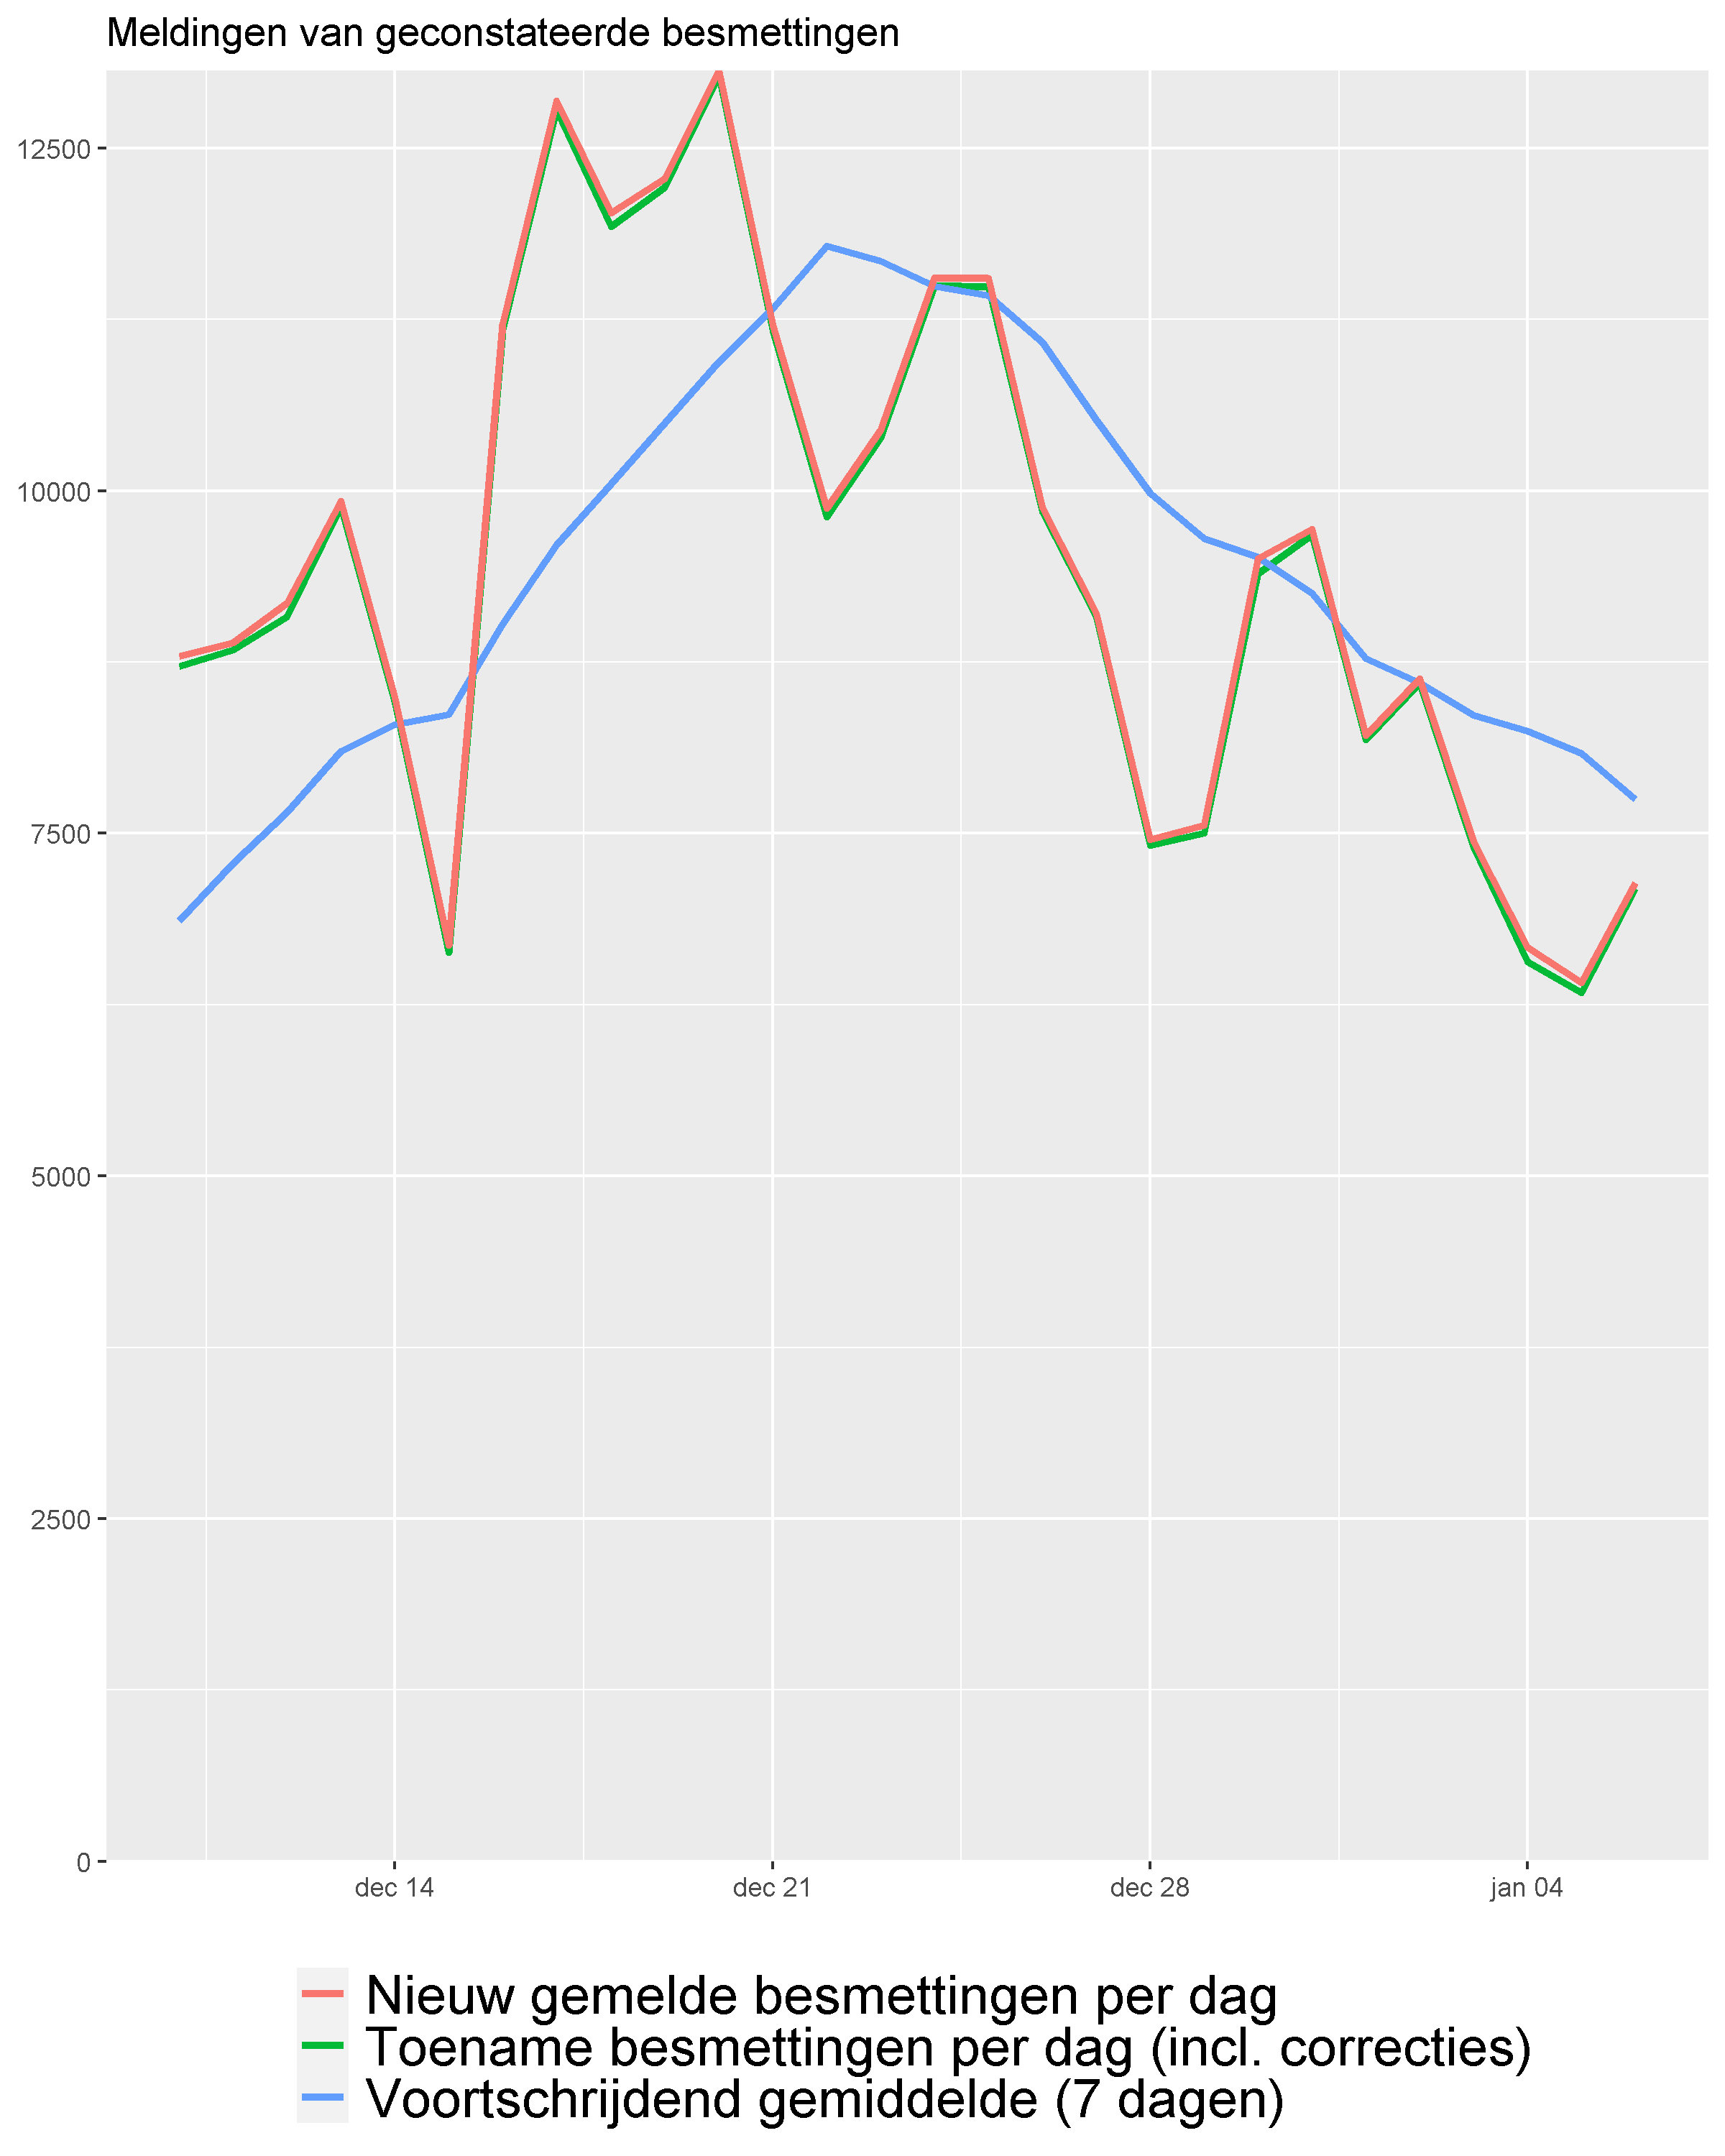 Meldingen van geconstateerde besmettingen
12500
10000
7500
5000
2500
0
dec 14 dec 21 dec 28 jan 04
Nieuw gemelde besmettingen per dag
Toename besmettingen per dag (incl. correcties)
Voortschrijdend gemiddelde (7 dagen)